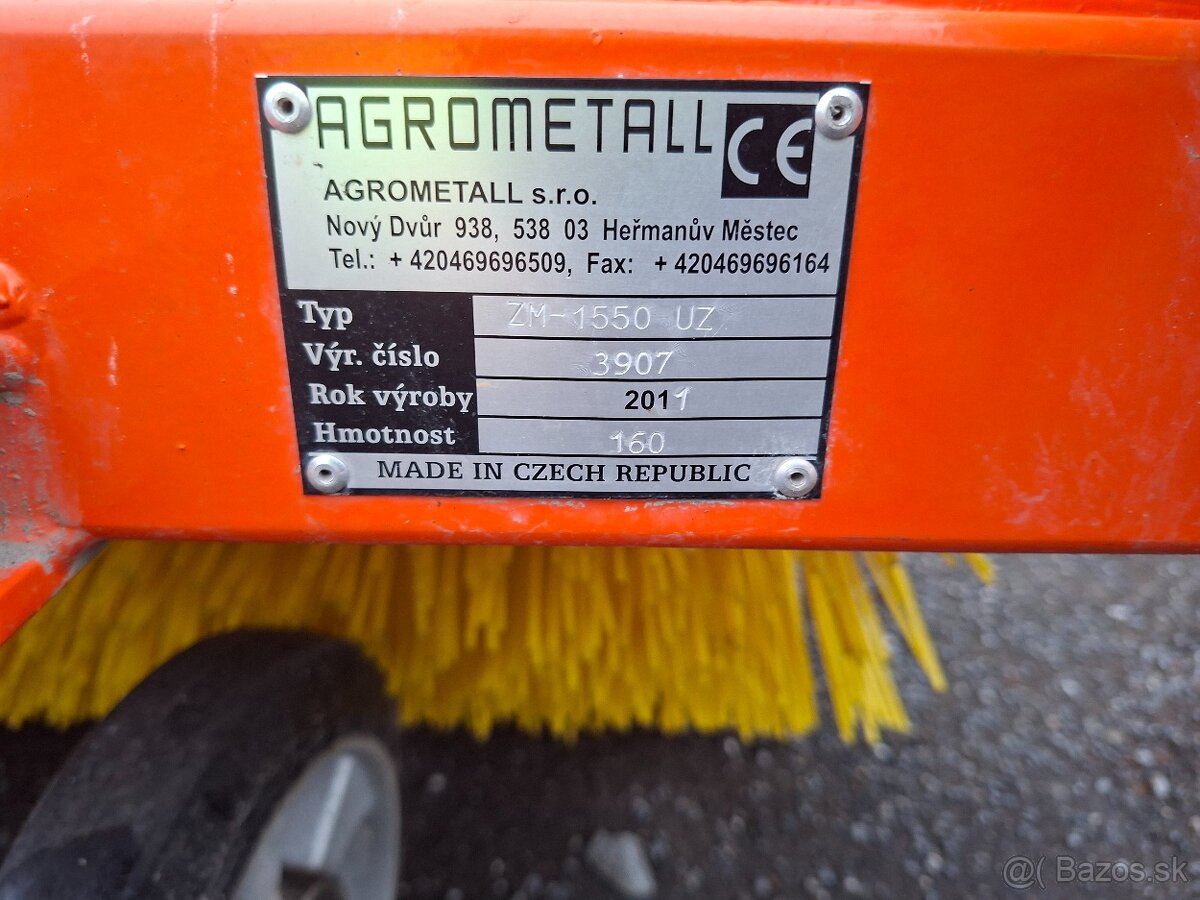 AGROMETALL CE
AGROMETALL s.r.o.
Nový Dvůr 938, 538 03 Heřmanův Městec
Tel.: + 420469696509, Fax: + 420469696164
Typ ZM-1550 UZ
Výr. číslo 3907
Rok výroby 2011
Hmotnost 160
MADE IN CZECH REPUBLIC
@( Bazos.sk